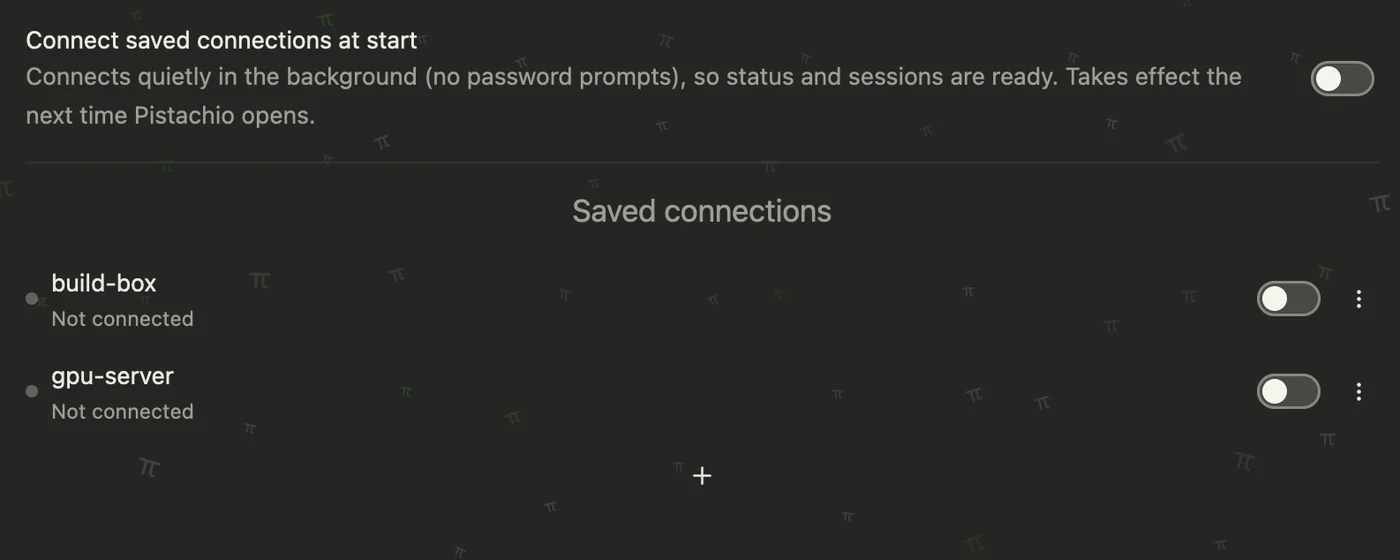 Connect saved connections at start
Connects quietly in the background (no password prompts), so status and sessions are ready. Takes effect the
next time Pistachio opens.
Saved connections
build-box
Not connected
gpu-server
Not connected
+